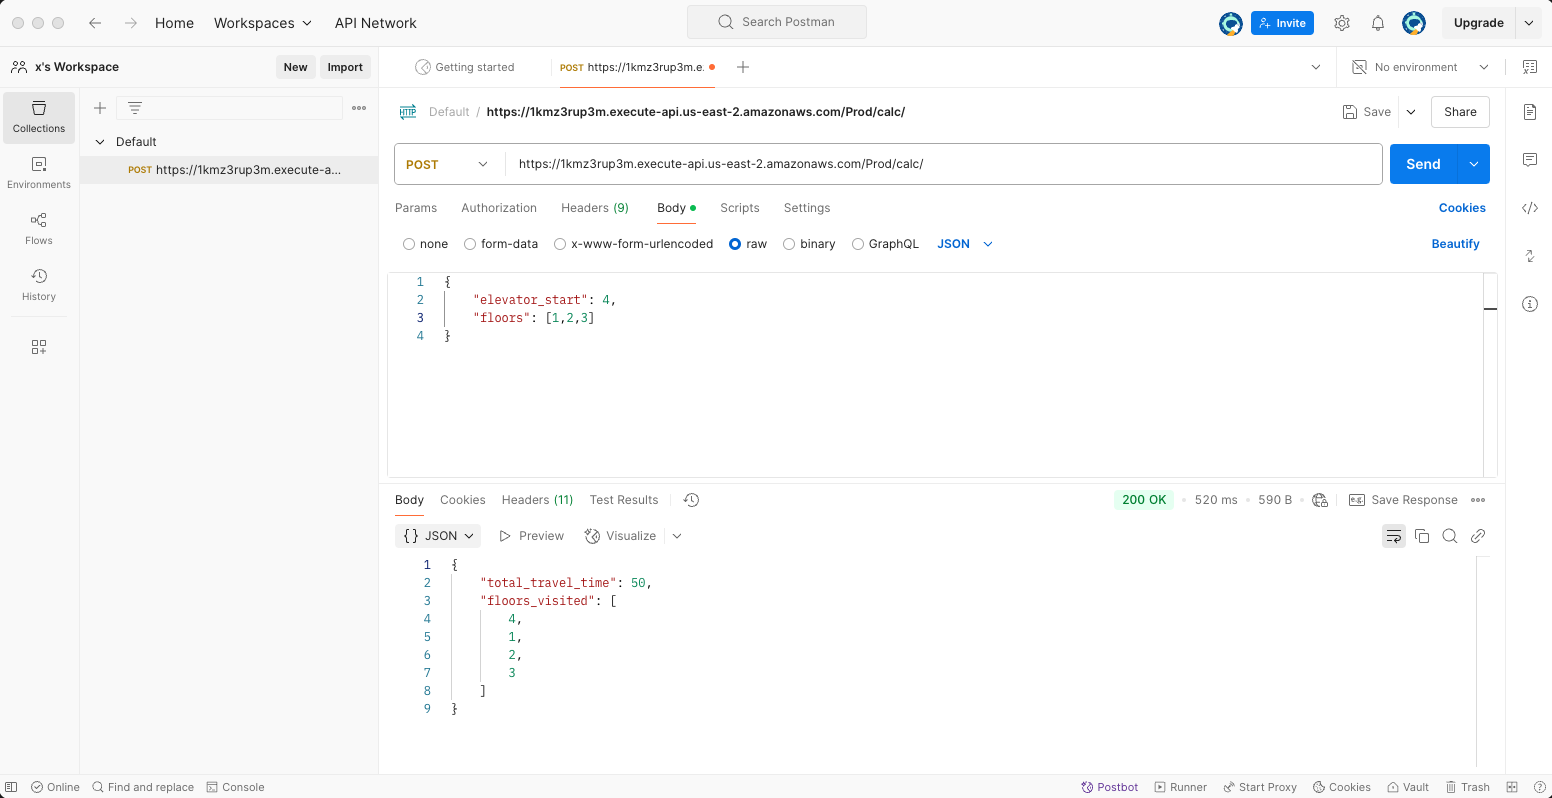 Home Workspaces API Network Search Postman Invite Upgrade
x's Workspace New Import Getting started POST https://1kmz3rup3m.e. No environment
Collections
Environments
Flows
History
Default
POST https://1kmz3rup3m.execute-a...
HTTP Default / https://1kmz3rup3m.execute-api.us-east-2.amazonaws.com/Prod/calc/ Save Share
POST https://1kmz3rup3m.execute-api.us-east-2.amazonaws.com/Prod/calc/ Send
Params Authorization Headers (9) Body Scripts Settings Cookies
none form-data x-www-form-urlencoded raw binary GraphQL JSON Beautify
1 {
2 "elevator_start": 4,
3 "floors": [1,2,3]
4 }
Body Cookies Headers (11) Test Results 200 OK 520 ms 590 B e.g. Save Response
{} JSON Preview Visualize
1 {
2 "total_travel_time": 50,
3 "floors_visited": [
4 4,
5 1,
6 2,
7 3
8 ]
9 }
Online Find and replace Console Postbot Runner Start Proxy Cookies Vault Trash